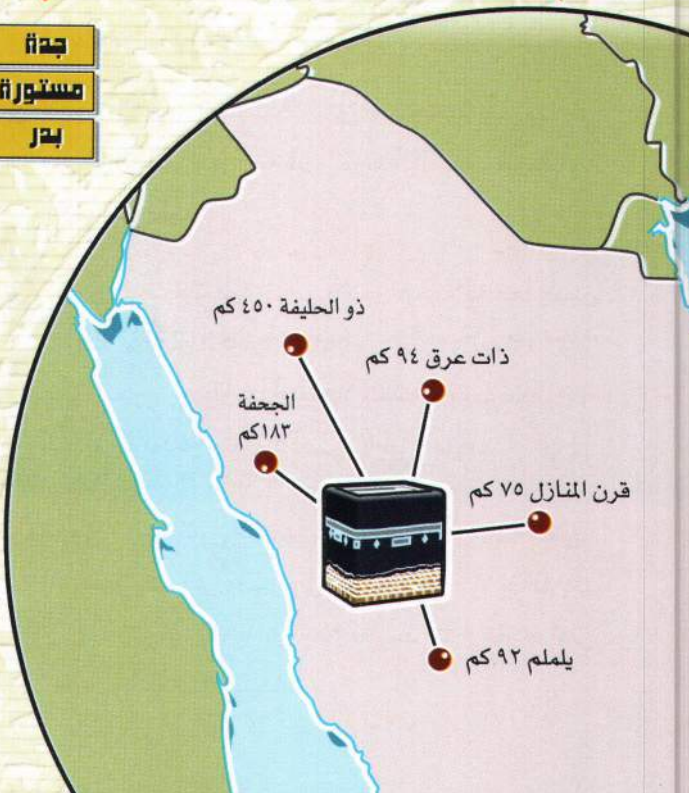 جدة
مستورة
بدر
ذو الحليفة ٤٥٠ كم
ذات عرق ٩٤ كم
الجحفة
١٨٣كم
قرن المنازل ٧٥ كم
يلملم ٩٢ كم